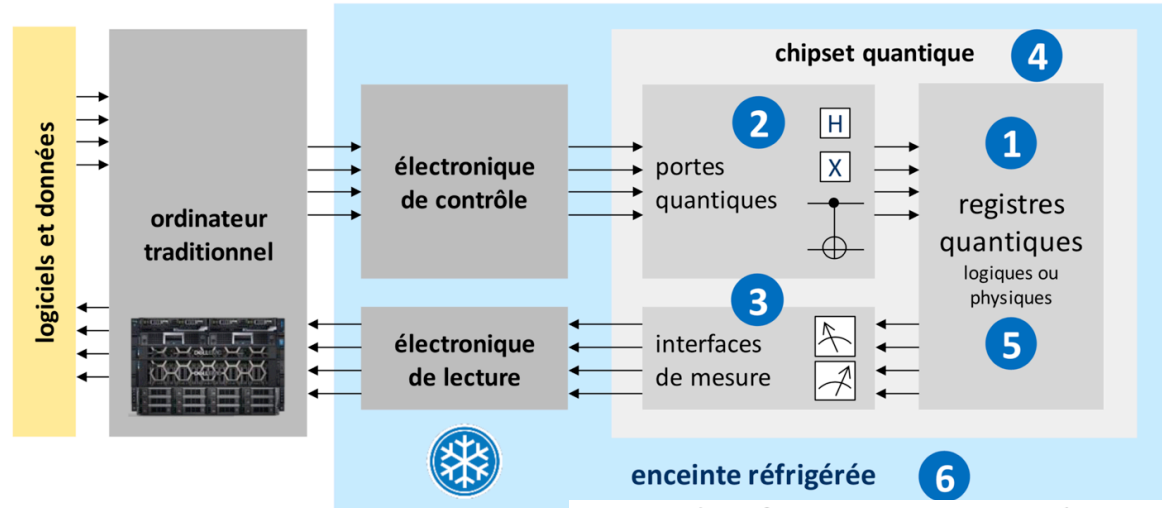 logiciels et données
ordinateur
traditionnel
électronique
de contrôle
électronique
de lecture
chipset quantique
4
2
H
X
portes
quantiques
3
interfaces
de mesure
1
registres
quantiques
logiques ou
physiques
5
enceinte réfrigérée
6